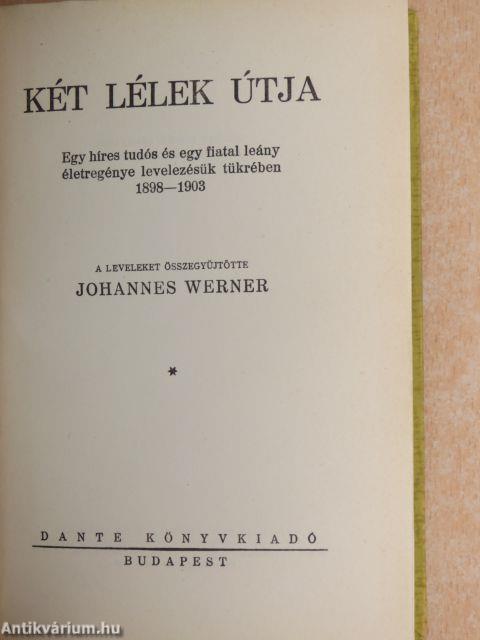 KÉT LÉLEK ÚTJA
Egy híres tudós és egy fiatal leány
életregénye levelezésük tükrében
1898—1903
A LEVELEKET ÖSSZEGYŰJTÖTTE
JOHANNES WERNER
*
DANTE KÖNYVKIADÓ
BUDAPEST
Antikvárium.hu